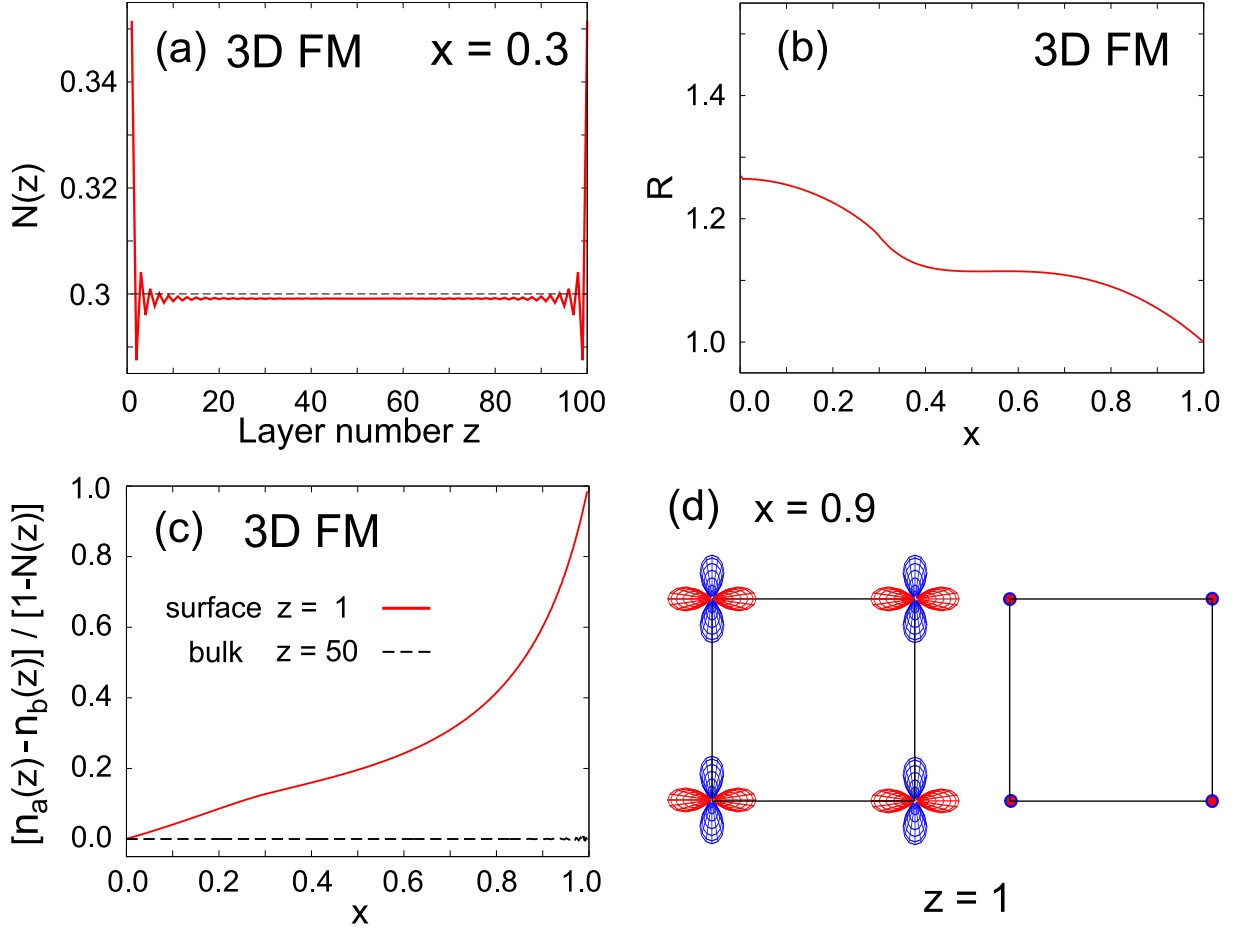 (a) 3D FM x = 0.3
N(z)
0.34
0.32
0.3
0 20 40 60 80 100
Layer number z
(b) 3D FM
R
1.4
1.2
1.0
0.0 0.2 0.4 0.6 0.8 1.0
x
(c) 3D FM
[n_a(z) - n_b(z)] / [1-N(z)]
1.0
0.8
0.6
0.4
0.2
0.0
surface z = 1
bulk z = 50
0.0 0.2 0.4 0.6 0.8 1.0
x
(d) x = 0.9
z = 1